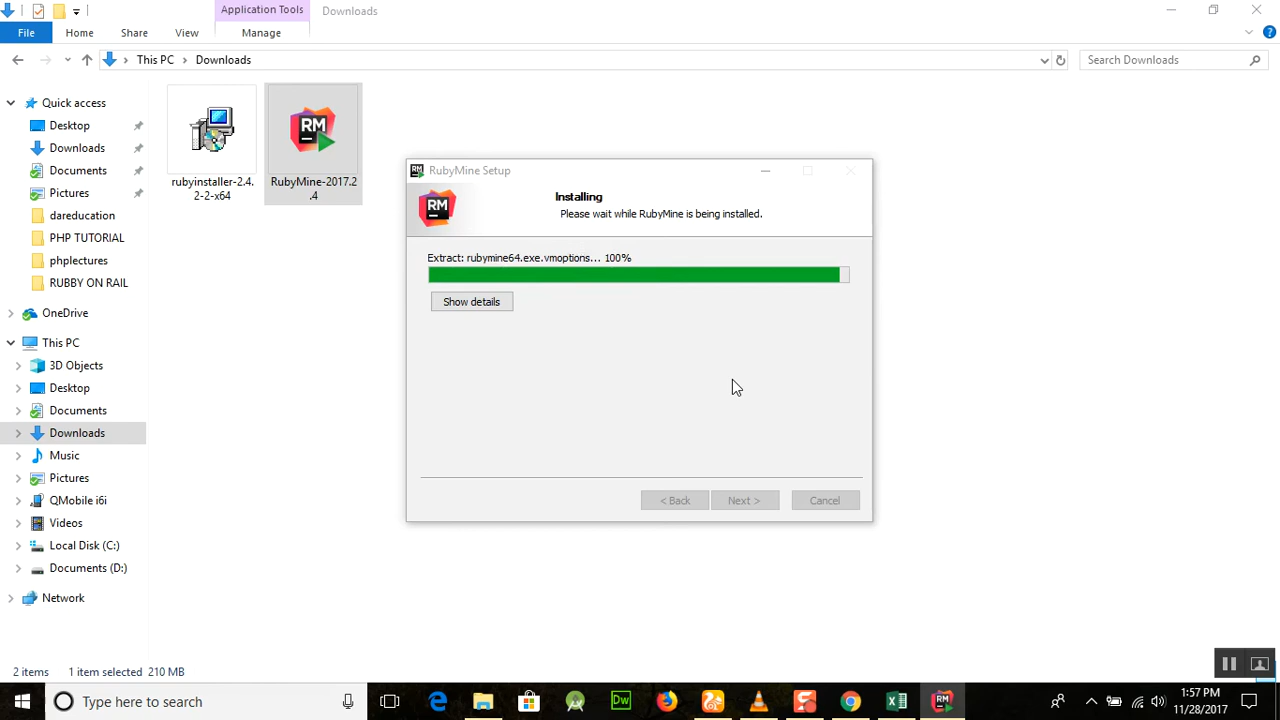 Application Tools
Downloads
File
Home
Share
View
Manage
This PC
Downloads
Search Downloads
Quick access
Desktop
Downloads
Documents
Pictures
dareducation
PHP TUTORIAL
phplectures
RUBBY ON RAIL
OneDrive
This PC
3D Objects
Desktop
Documents
Downloads
Music
Pictures
QMobile i6i
Videos
Local Disk (C:)
Documents (D:)
Network
RM
rubyinstaller-2.4.
2-2-x64
RubyMine-2017.2
.4
RM
RubyMine Setup
RM
Installing
Please wait while RubyMine is being installed.
Extract: rubymine64.exe.vmoptions... 100%
Show details
< Back
Next >
Cancel
2 items
1 item selected
210 MB
Type here to search
Dw
1:57 PM
11/28/2017